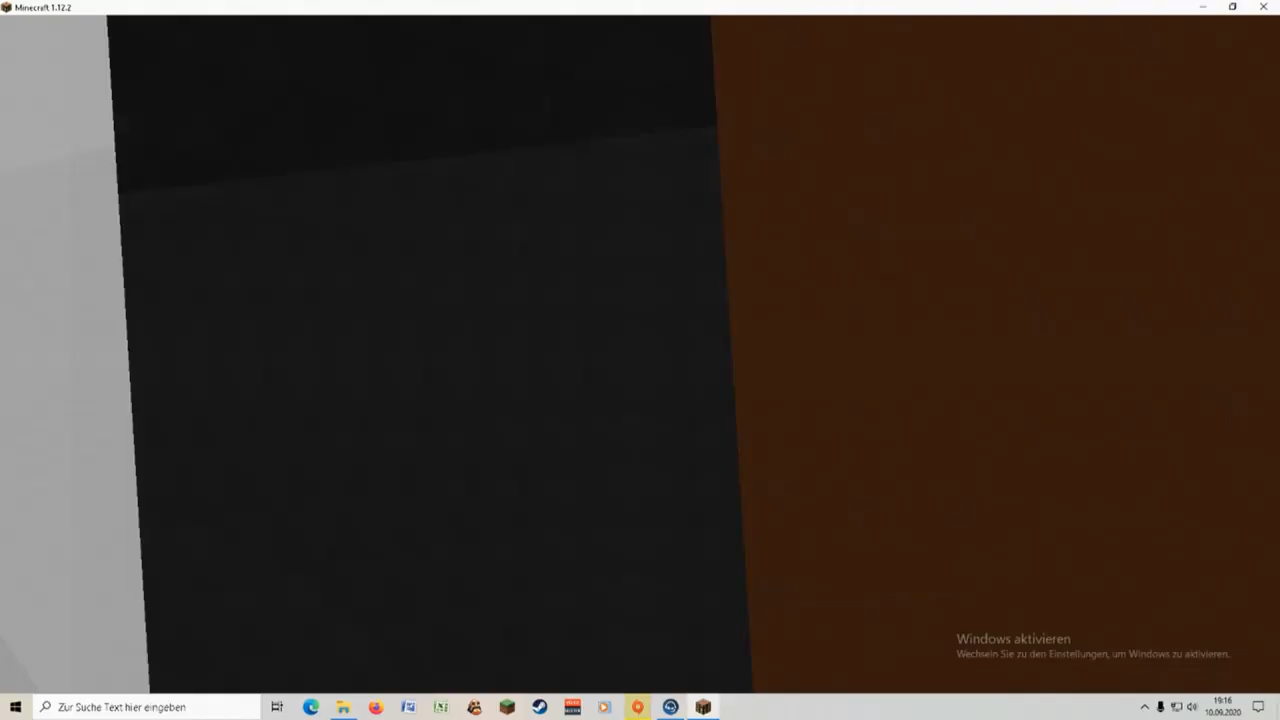 Minecraft 1.12.2
Windows aktivieren
Wechseln Sie zu den Einstellungen, um Windows zu aktivieren.
Zur Suche Text hier eingeben
19:16
10.09.2020